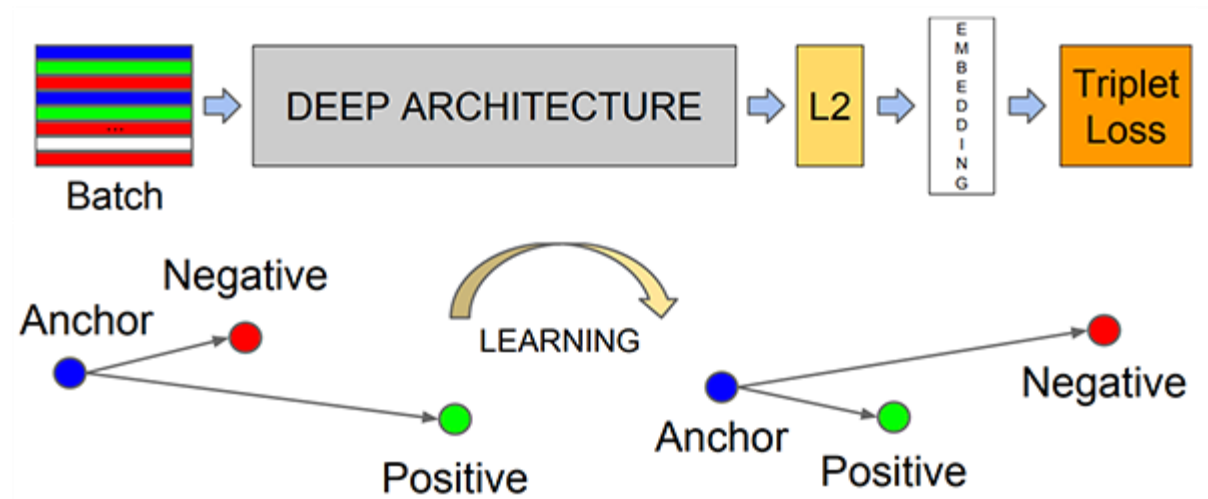 DEEP ARCHITECTURE
L2
EMBEDDING
Triplet
Loss
...
Batch
Negative
Anchor
LEARNING
Positive
Negative
Anchor
Positive